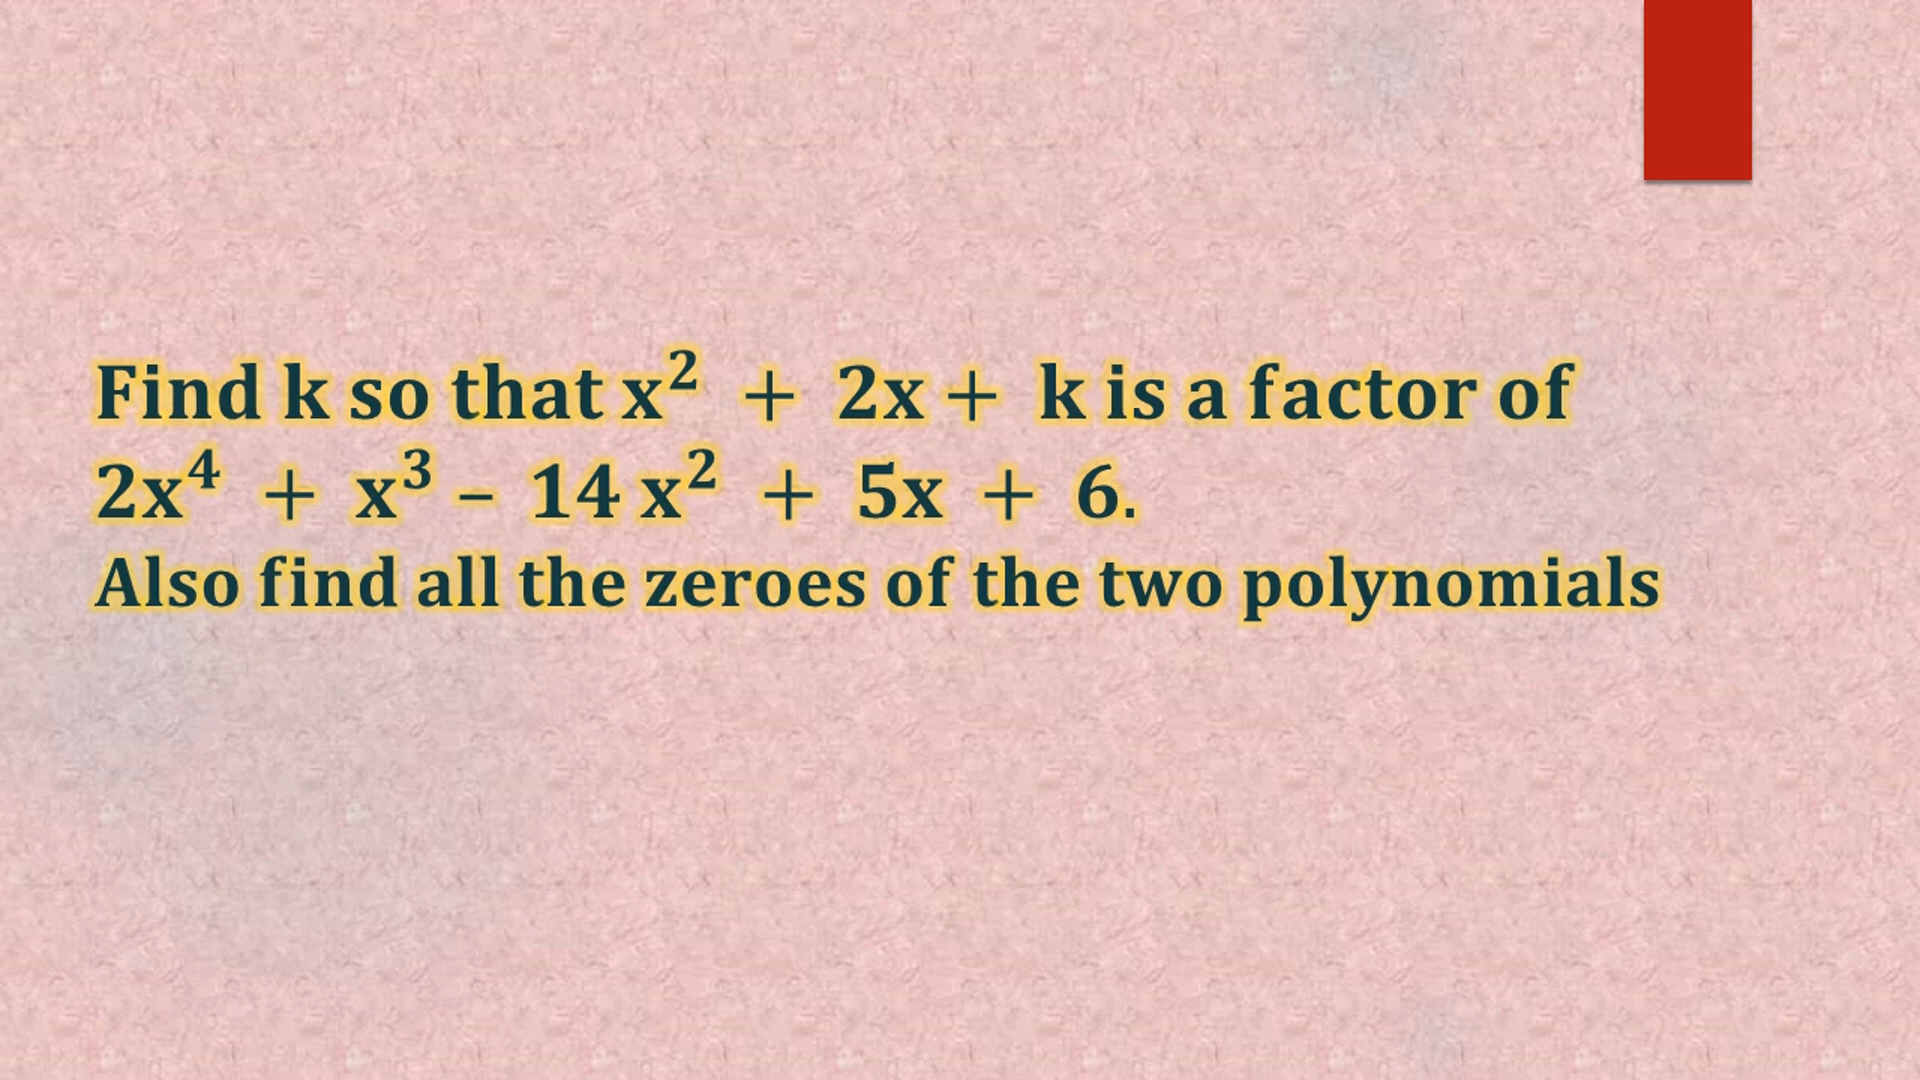 Find k so that x² + 2x + k is a factor of
2x⁴ + x³ – 14 x² + 5x + 6.
Also find all the zeroes of the two polynomials